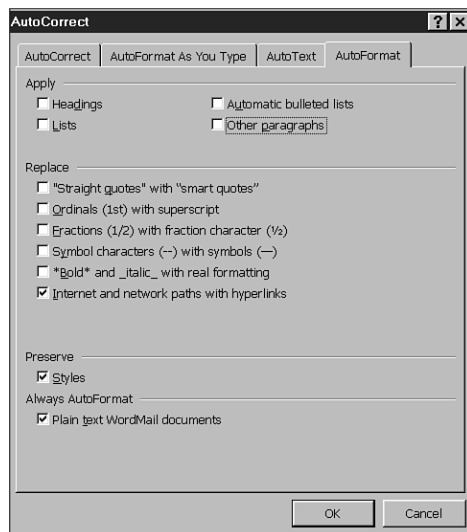 AutoCorrect ? ×
AutoCorrect AutoFormat As You Type AutoText AutoFormat
Apply
Headings Automatic bulleted lists
Lists Other paragraphs
Replace
"Straight quotes" with “smart quotes”
Ordinals (1st) with superscript
Fractions (1/2) with fraction character (½)
Symbol characters (--) with symbols (—)
*Bold* and _italic_ with real formatting
Internet and network paths with hyperlinks
Preserve
Styles
Always AutoFormat
Plain text WordMail documents
OK Cancel